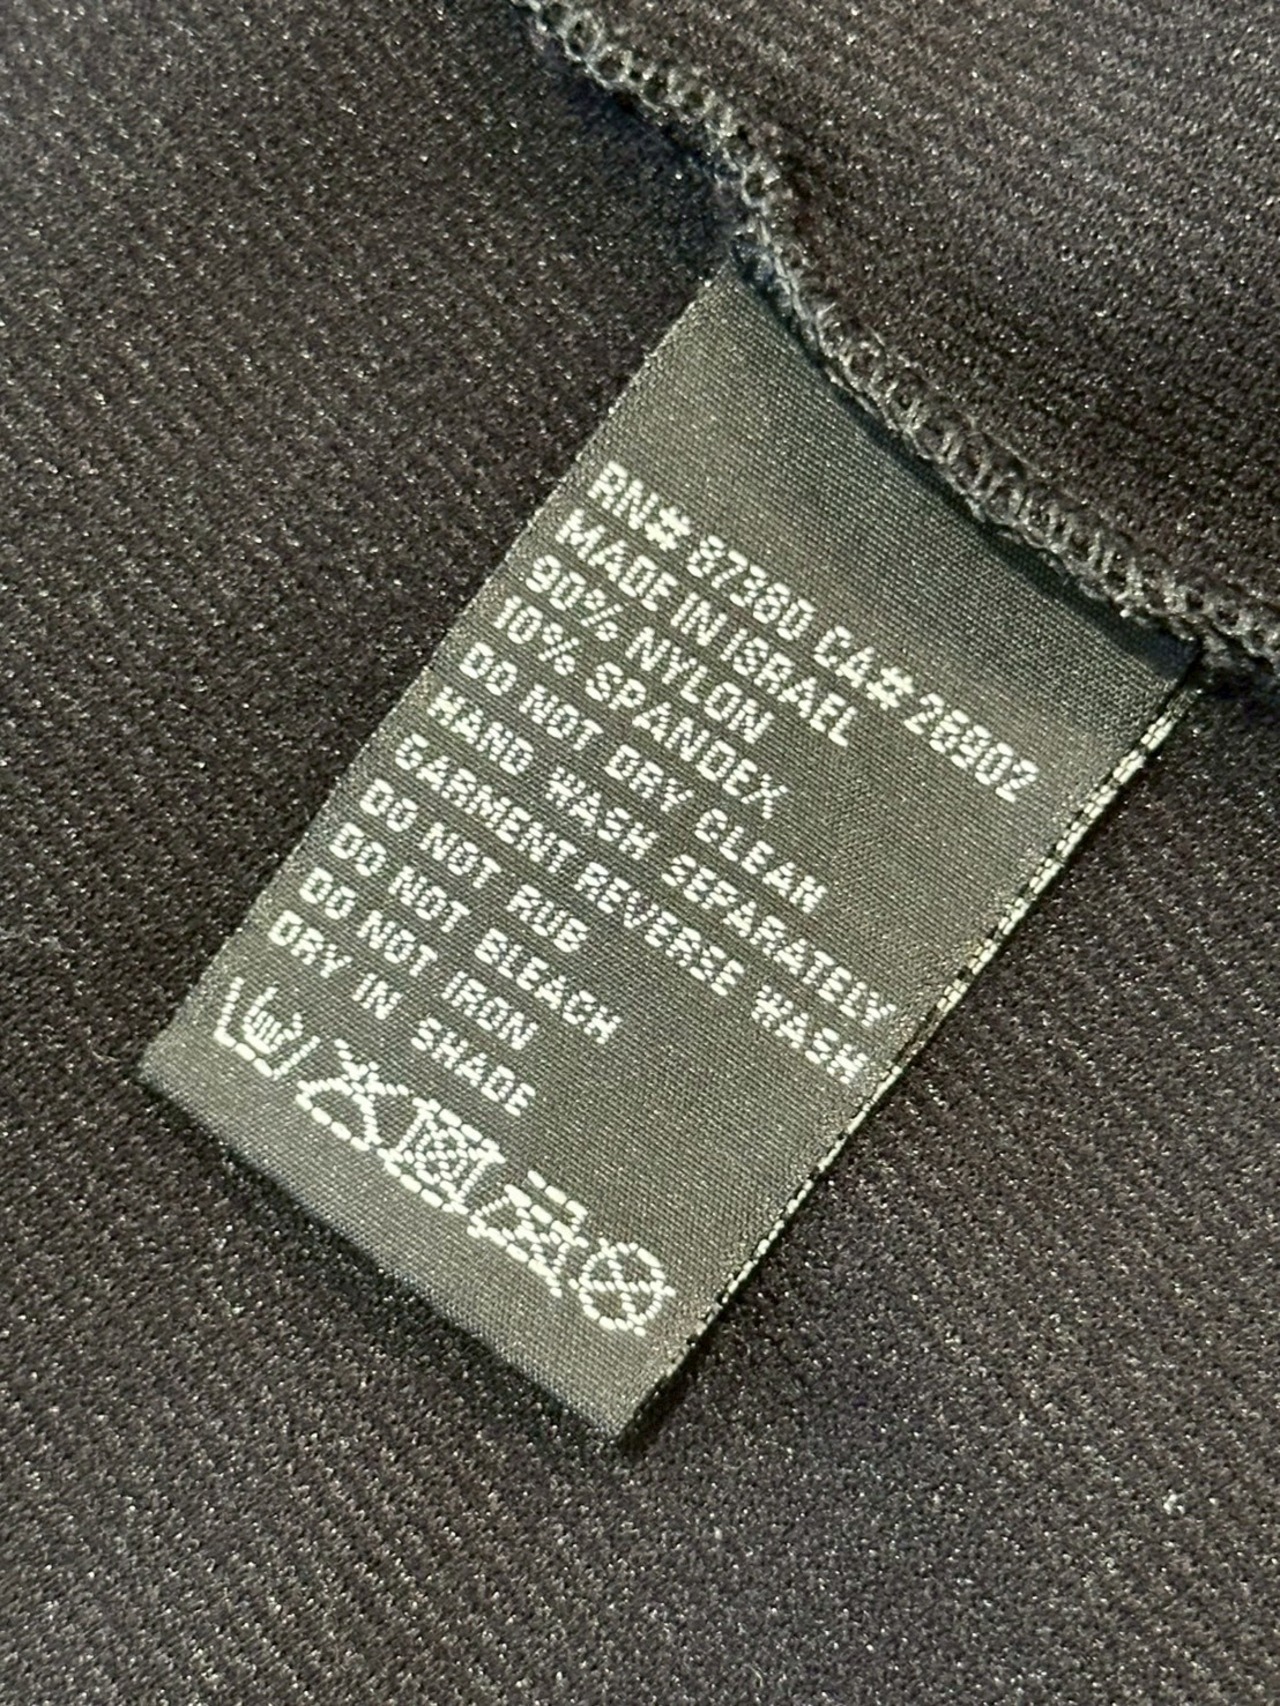 RN# 87380 CA# 26902
MADE IN ISRAEL
90% NYLON
10% SPANDEX
DO NOT DRY CLEAN
HAND WASH SEPARATELY
GARMENT REVERSE WASH
DO NOT RUB
DO NOT BLEACH
DO NOT IRON
DRY IN SHADE